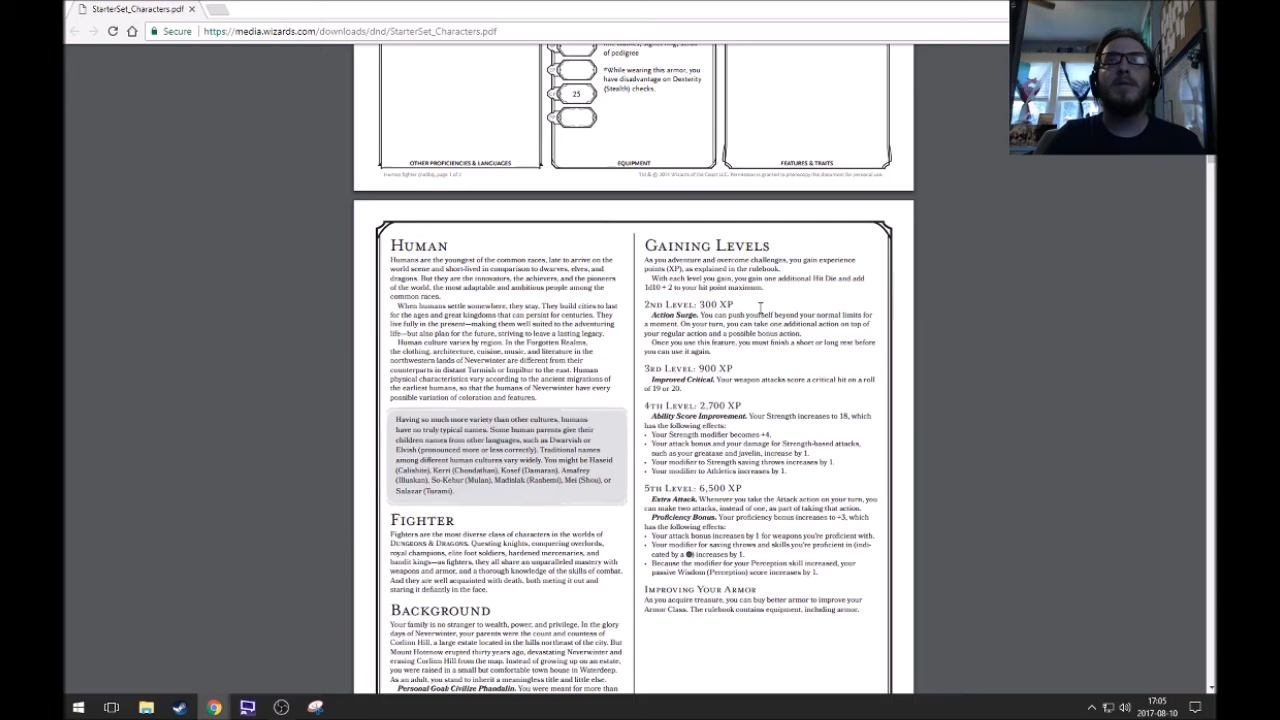 StarterSet_Characters.pdf
Secure
https://media.wizards.com/downloads/dnd/StarterSet_Characters.pdf
of pedigree
*While wearing this armor, you
have disadvantage on Dexterity
(Stealth) checks.
25
OTHER PROFICIENCIES & LANGUAGES
EQUIPMENT
FEATURES & TRAITS
HUMAN
Humans are the youngest of the common races, late to arrive on the
world scene and short-lived in comparison to dwarves, elves, and
dragons. But they are the innovators, the achievers, and the pioneers
of the world, the most adaptable and ambitious people among the
common races.
When humans settle somewhere, they stay. They build cities to last
for the ages and great kingdoms that can persist for centuries. They
live fully in the present—making them well suited to the adventuring
life—but also plan for the future, striving to leave a lasting legacy.
Human culture varies by region. In the Forgotten Realms,
the clothing, architecture, cuisine, music, and literature in the
northwestern lands of Neverwinter are different from their
counterparts in distant Turmish or Impiltur to the east. Human
physical characteristics vary according to the ancient migrations of
the earliest humans, so that the humans of Neverwinter have every
possible variation of coloration and features.
Having so much more variety than other cultures, humans
have no truly typical names. Some human parents give their
children names from other languages, such as Dwarvish or
Elvish (pronounced more or less correctly). Traditional names
among different human cultures vary widely. You might be Haseid
(Calishite), Kerri (Chondathan), Kosef (Damaran), Amafrey
(Illuskan), So-Kehur (Mulan), Madislak (Rashemi), Mei (Shou), or
Salazar (Turami).
FIGHTER
Fighters are the most diverse class of characters in the worlds of
DUNGEONS & DRAGONS. Questing knights, conquering overlords,
royal champions, elite foot soldiers, hardened mercenaries, and
bandit kings—as fighters, they all share an unparalleled mastery with
weapons and armor, and a thorough knowledge of the skills of combat.
And they are well acquainted with death, both meting it out and
staring it defiantly in the face.
BACKGROUND
Your family is no stranger to wealth, power, and privilege. In the glory
days of Neverwinter, your parents were the count and countess of
Corlinn Hill, a large estate located in the hills northeast of the city. But
Mount Hotenow erupted thirty years ago, devastating Neverwinter and
erasing Corlinn Hill from the map. Instead of growing up on an estate,
you were raised in a small but comfortable town house in Waterdeep.
As an adult, you stand to inherit a meaningless title and little else.
Personal Goal: Civilize Phandalin. You were meant for more than
GAINING LEVELS
As you adventure and overcome challenges, you gain experience
points (XP), as explained in the rulebook.
With each level you gain, you gain one additional Hit Die and add
1d10 + 2 to your hit point maximum.
2ND LEVEL: 300 XP
Action Surge. You can push yourself beyond your normal limits for
a moment. On your turn, you can take one additional action on top of
your regular action and a possible bonus action.
Once you use this feature, you must finish a short or long rest before
you can use it again.
3RD LEVEL: 900 XP
Improved Critical. Your weapon attacks score a critical hit on a roll
of 19 or 20.
4TH LEVEL: 2,700 XP
Ability Score Improvement. Your Strength increases to 18, which
has the following effects:
• Your Strength modifier becomes +4.
• Your attack bonus and your damage for Strength-based attacks,
such as your greataxe and javelin, increase by 1.
• Your modifier to Strength saving throws increases by 1.
• Your modifier to Athletics increases by 1.
5TH LEVEL: 6,500 XP
Extra Attack. Whenever you take the Attack action on your turn, you
can make two attacks, instead of one, as part of taking that action.
Proficiency Bonus. Your proficiency bonus increases to +3, which
has the following effects:
• Your attack bonus increases by 1 for weapons you're proficient with.
• Your modifier for saving throws and skills you're proficient in (indi-
cated by a ●) increases by 1.
• Because the modifier for your Perception skill increased, your
passive Wisdom (Perception) score increases by 1.
IMPROVING YOUR ARMOR
As you acquire treasure, you can buy better armor to improve your
Armor Class. The rulebook contains equipment, including armor.
17:05
2017-08-10